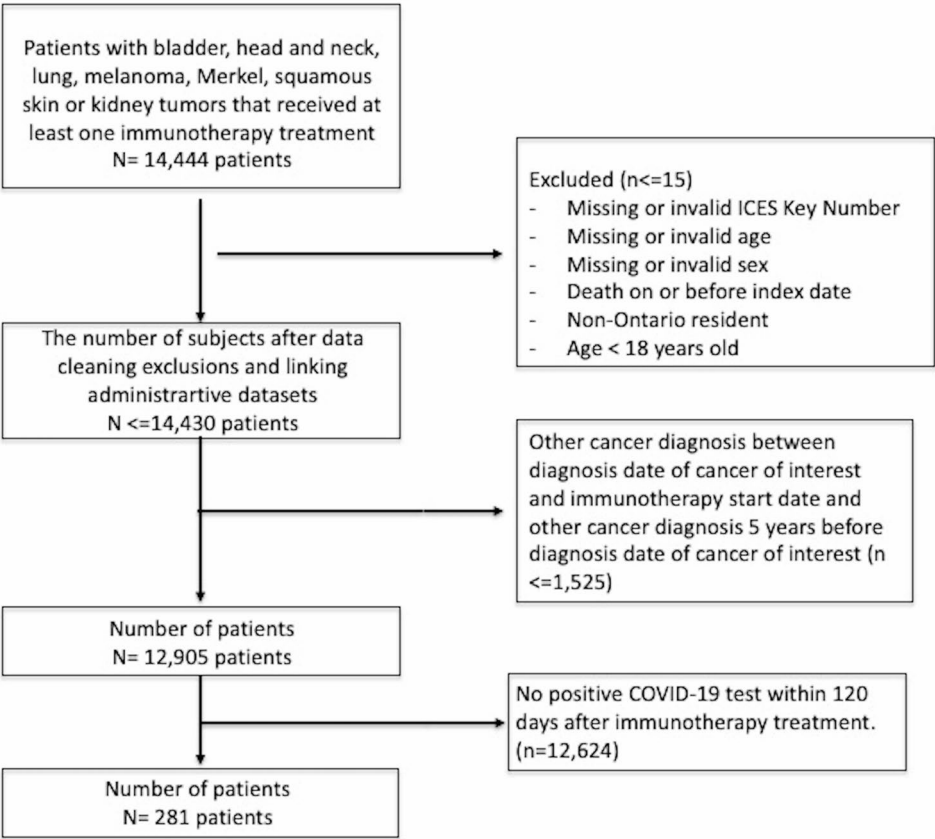 Patients with bladder, head and neck,
lung, melanoma, Merkel, squamous
skin or kidney tumors that received at
least one immunotherapy treatment
N= 14,444 patients
Excluded (n<=15)
- Missing or invalid ICES Key Number
- Missing or invalid age
- Missing or invalid sex
- Death on or before index date
- Non-Ontario resident
- Age < 18 years old
The number of subjects after data
cleaning exclusions and linking
administrartive datasets
N <=14,430 patients
Other cancer diagnosis between
diagnosis date of cancer of interest
and immunotherapy start date and
other cancer diagnosis 5 years before
diagnosis date of cancer of interest (n
<=1,525)
Number of patients
N= 12,905 patients
No positive COVID-19 test within 120
days after immunotherapy treatment.
(n=12,624)
Number of patients
N= 281 patients